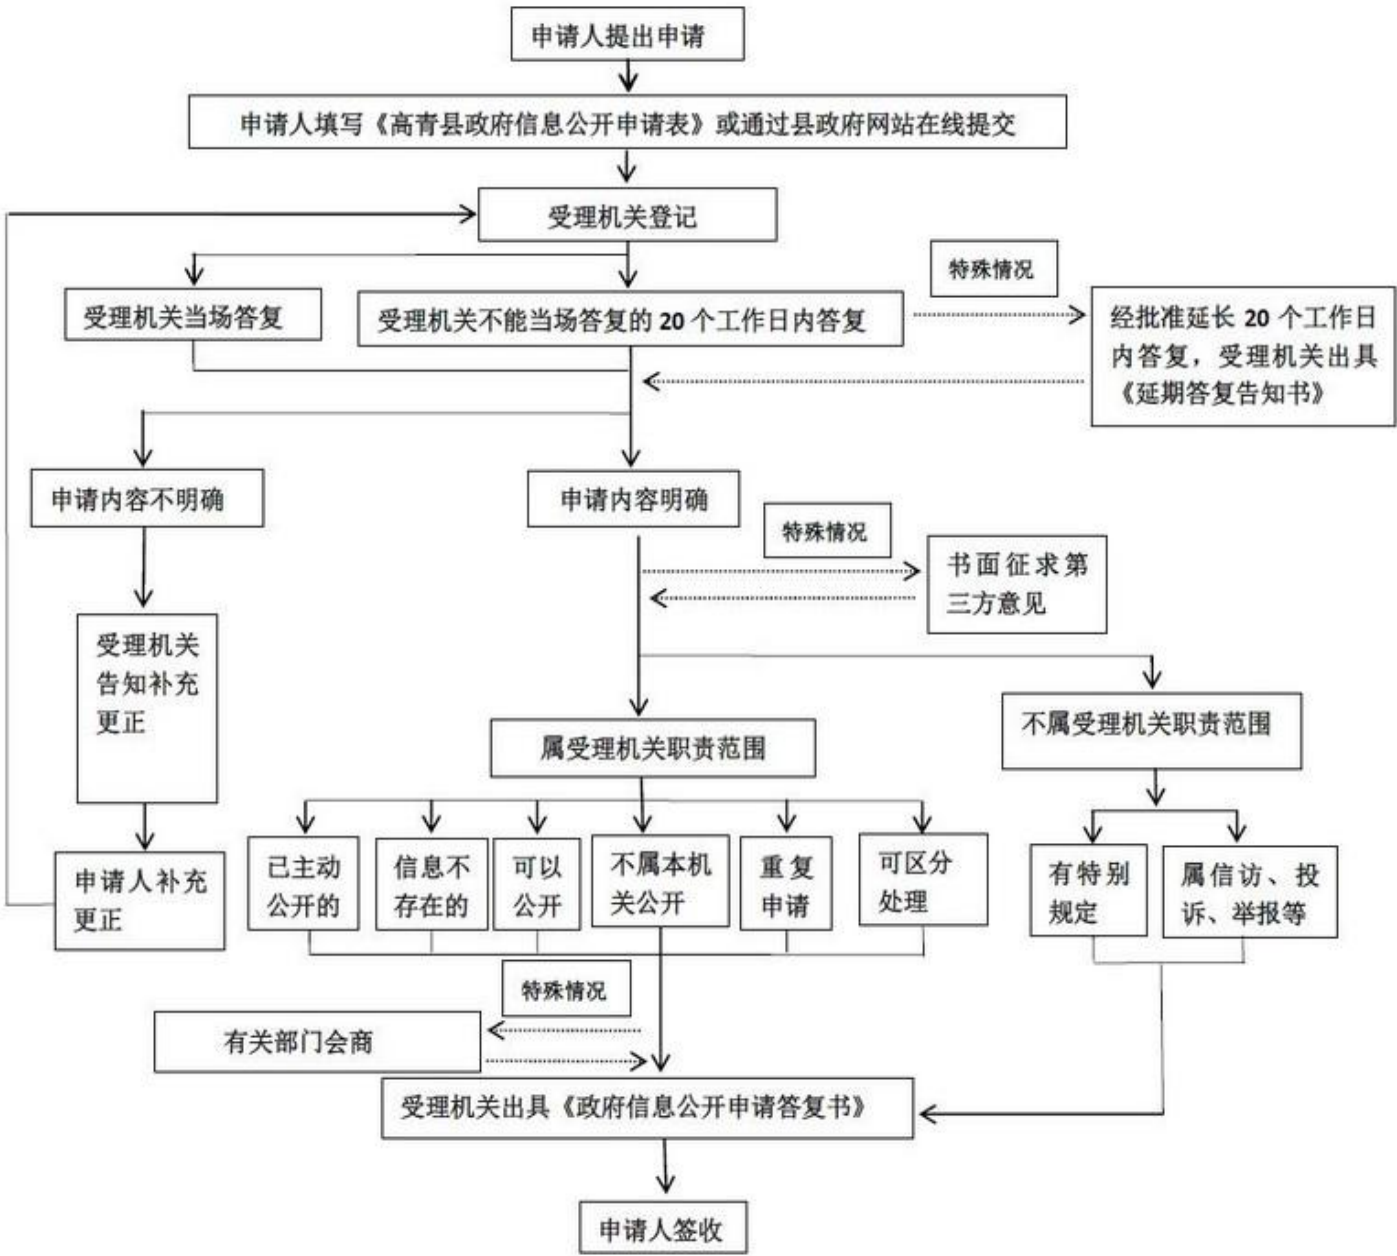 申请人提出申请
申请人填写《高青县政府信息公开申请表》或通过县政府网站在线提交
受理机关登记
特殊情况
受理机关当场答复
受理机关不能当场答复的 20 个工作日内答复
经批准延长 20 个工作日
内答复，受理机关出具
《延期答复告知书》
申请内容不明确
申请内容明确
特殊情况
书面征求第
三方意见
受理机关
告知补充
更正
属受理机关职责范围
不属受理机关职责范围
申请人补充
更正
已主动
公开的
信息不
存在的
可以
公开
不属本机
关公开
重复
申请
可区分
处理
有特别
规定
属信访、投
诉、举报等
特殊情况
有关部门会商
受理机关出具《政府信息公开申请答复书》
申请人签收